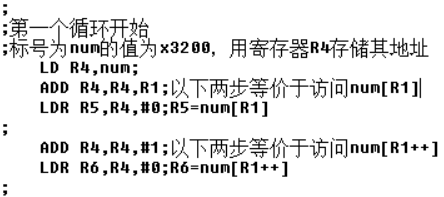 ;
;第一个循环开始
;标号为num的值为x3200，用寄存器R4存储其地址
LD R4,num;
ADD R4,R4,R1;以下两步等价于访问num[R1]
LDR R5,R4,#0;R5=num[R1]
;
ADD R4,R4,#1;以下两步等价于访问num[R1++]
LDR R6,R4,#0;R6=num[R1++]
;